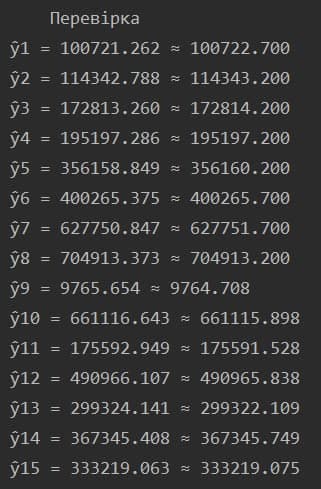 Перевірка
ŷ1 = 100721.262 ≈ 100722.700
ŷ2 = 114342.788 ≈ 114343.200
ŷ3 = 172813.260 ≈ 172814.200
ŷ4 = 195197.286 ≈ 195197.200
ŷ5 = 356158.849 ≈ 356160.200
ŷ6 = 400265.375 ≈ 400265.700
ŷ7 = 627750.847 ≈ 627751.700
ŷ8 = 704913.373 ≈ 704913.200
ŷ9 = 9765.654 ≈ 9764.708
ŷ10 = 661116.643 ≈ 661115.898
ŷ11 = 175592.949 ≈ 175591.528
ŷ12 = 490966.107 ≈ 490965.838
ŷ13 = 299324.141 ≈ 299322.109
ŷ14 = 367345.408 ≈ 367345.749
ŷ15 = 333219.063 ≈ 333219.075